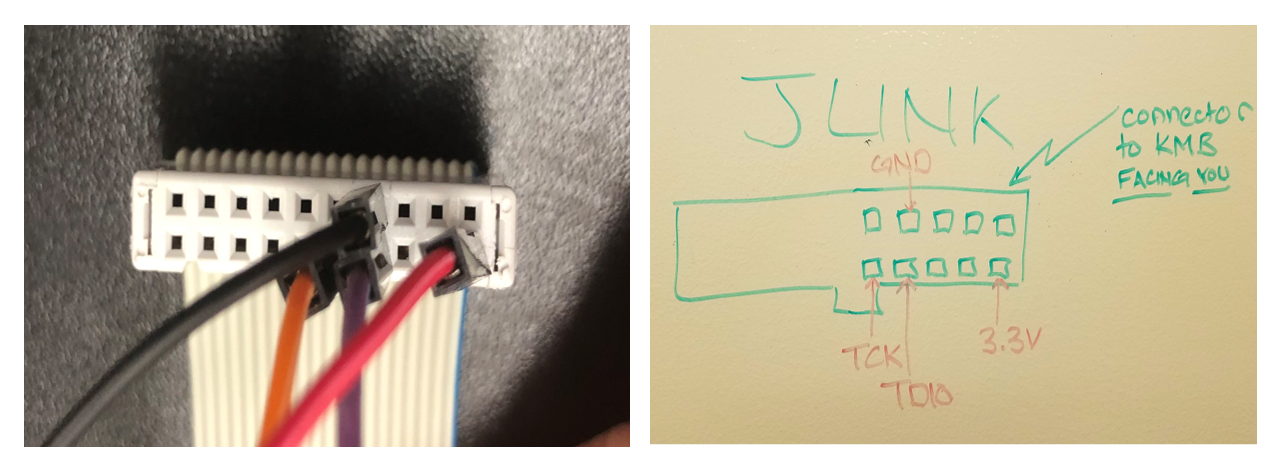 JLINK
connector
to KMB
FACING YOU
GND
TCK
3.3V
TDIO